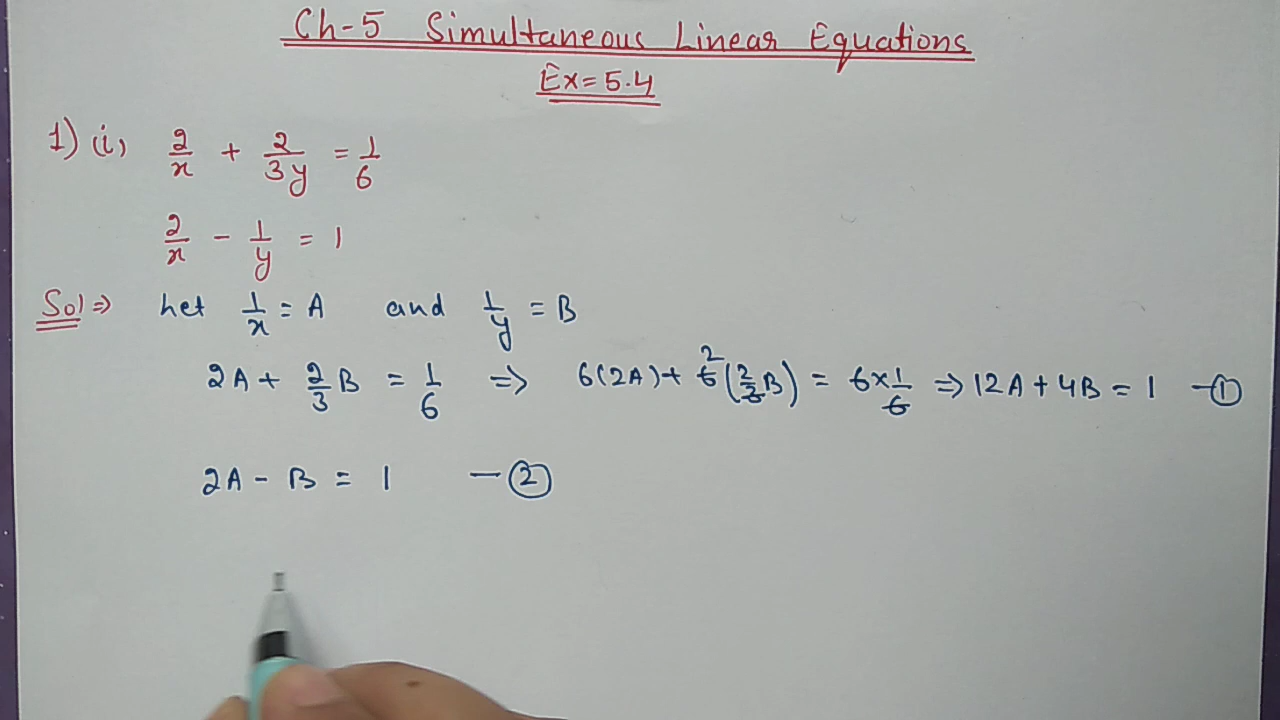 Ch-5 Simultaneous Linear Equations
Ex=5.4
1) (i) 2/x + 2/3y = 1/6
2/x - 1/y = 1
Sol⇒ Let 1/x = A and 1/y = B
2A + 2/3 B = 1/6 ⇒ 6(2A) + 6²(2/3 B) = 6×1/6 ⇒ 12A + 4B = 1 —①
2A - B = 1 —②